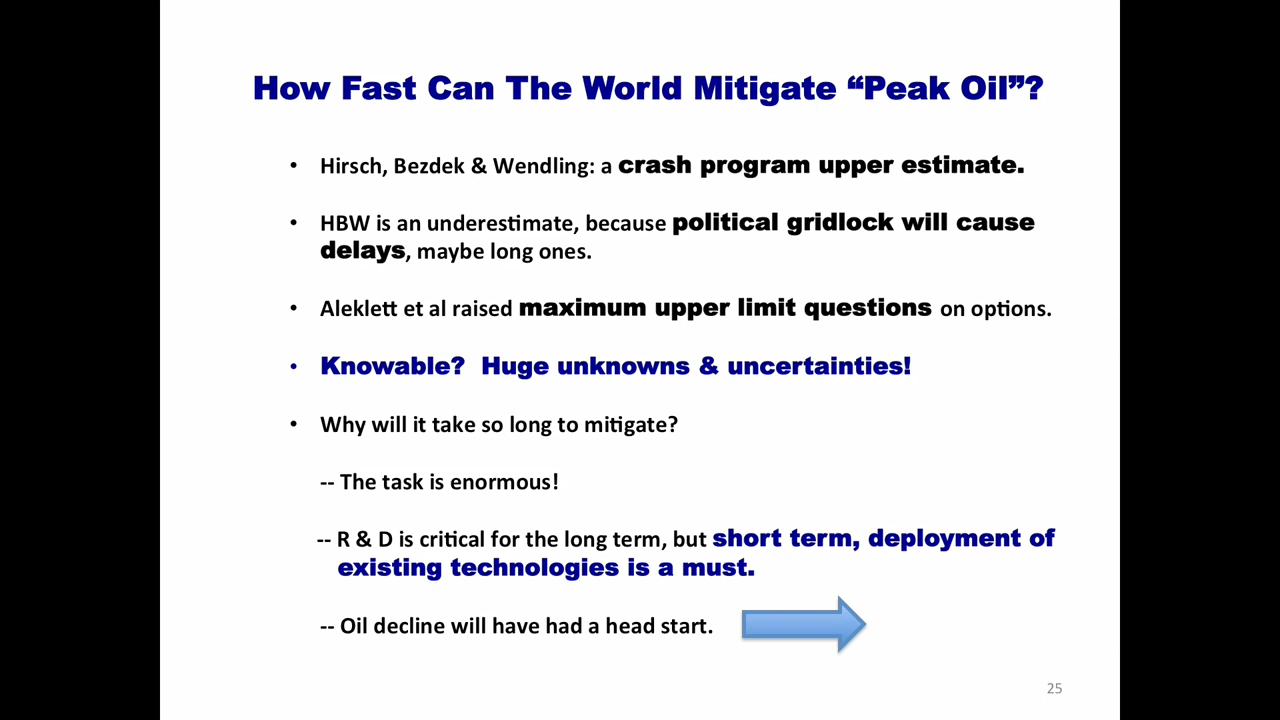 How Fast Can The World Mitigate “Peak Oil”?
• Hirsch, Bezdek & Wendling: a crash program upper estimate.
• HBW is an underestimate, because political gridlock will cause
delays, maybe long ones.
• Aleklett et al raised maximum upper limit questions on options.
• Knowable?  Huge unknowns & uncertainties!
• Why will it take so long to mitigate?
-- The task is enormous!
-- R & D is critical for the long term, but short term, deployment of
existing technologies is a must.
-- Oil decline will have had a head start.
25